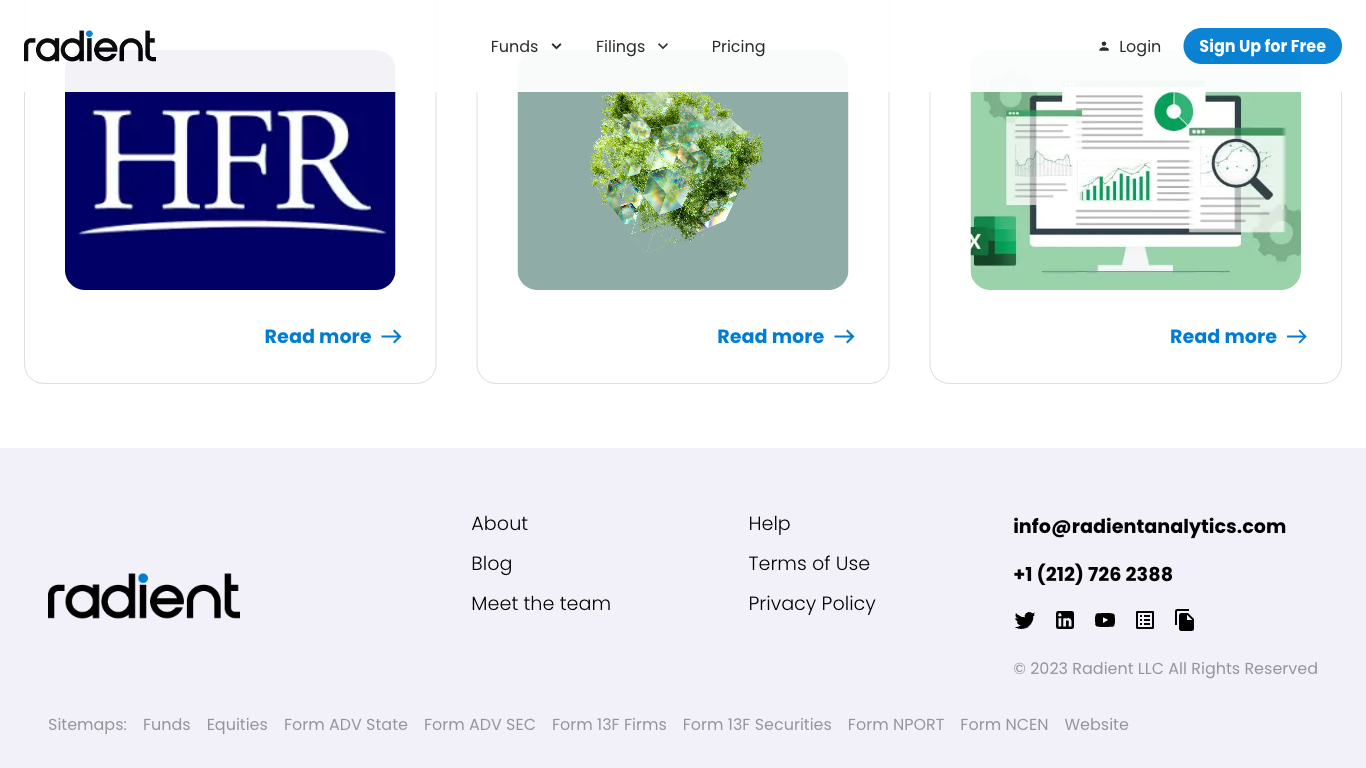 radient
Funds
Filings
Pricing
Login
Sign Up for Free
HFR
X
Read more
Read more
Read more
radient
About
Blog
Meet the team
Help
Terms of Use
Privacy Policy
info@radientanalytics.com
+1 (212) 726 2388
in
© 2023 Radient LLC All Rights Reserved
Sitemaps: Funds Equities Form ADV State Form ADV SEC Form 13F Firms Form 13F Securities Form NPORT Form NCEN Website